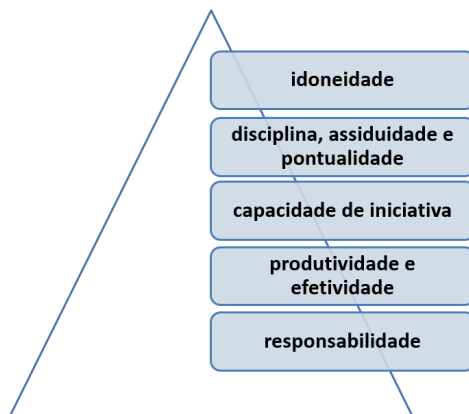 idoneidade
disciplina, assiduidade e
pontualidade
capacidade de iniciativa
produtividade e
efetividade
responsabilidade